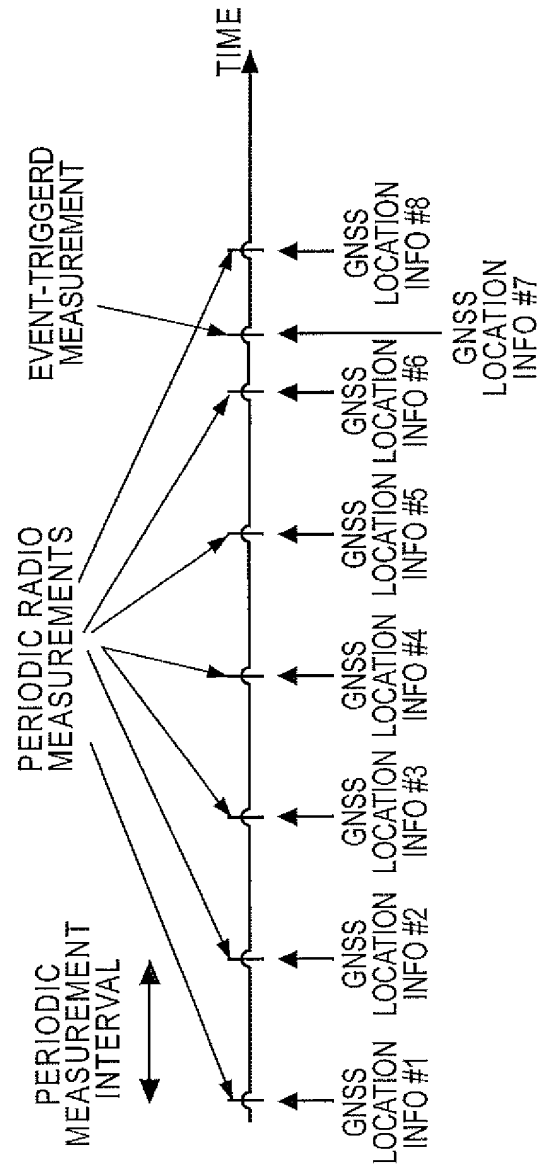 PERIODIC
MEASUREMENT
INTERVAL
PERIODIC RADIO
MEASUREMENTS
EVENT-TRIGGERD
MEASUREMENT
TIME
GNSS
LOCATION
INFO #1
GNSS
LOCATION
INFO #2
GNSS
LOCATION
INFO #3
GNSS
LOCATION
INFO #4
GNSS
LOCATION
INFO #5
GNSS
LOCATION
INFO #6
GNSS
LOCATION
INFO #7
GNSS
LOCATION
INFO #8